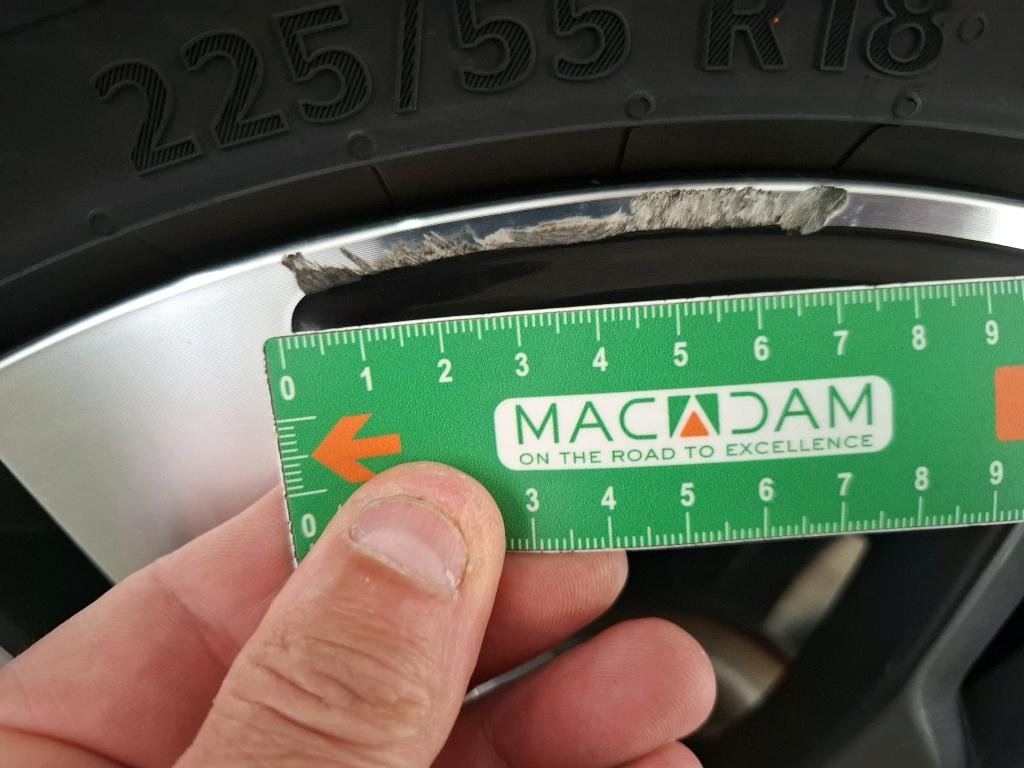 225/55 R18
0 1 2 3 4 5 6 7 8 9
MACADAM
ON THE ROAD TO EXCELLENCE
0 3 4 5 6 7 8 9